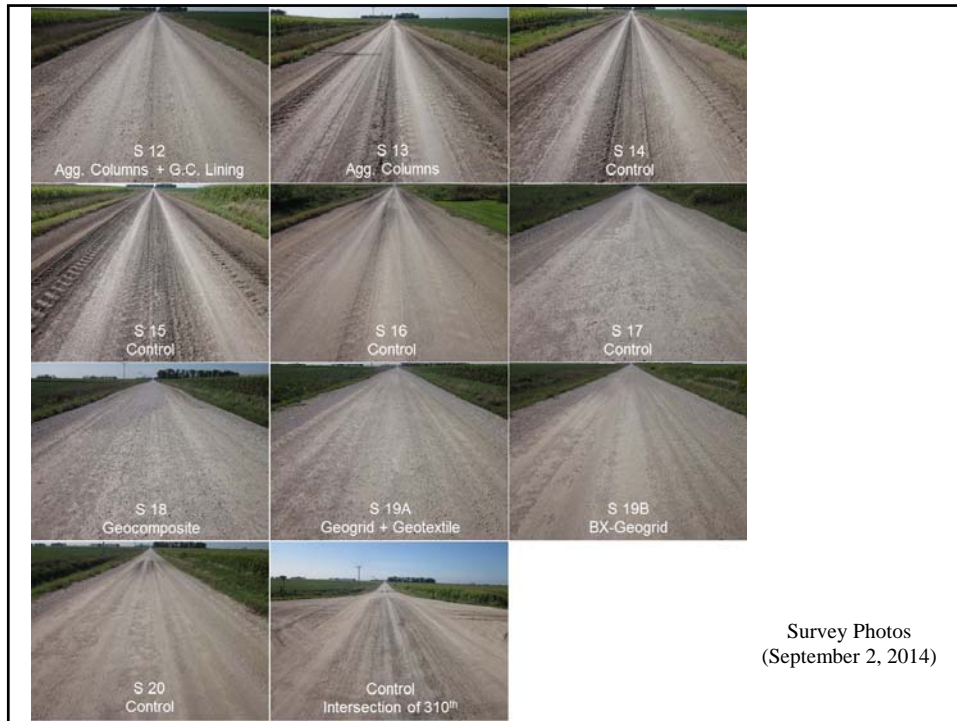 S 12
Agg. Columns + G.C. Lining
S 13
Agg. Columns
S 14
Control
S 15
Control
S 16
Control
S 17
Control
S 18
Geocomposite
S 19A
Geogrid + Geotextile
S 19B
BX-Geogrid
S 20
Control
Control
Intersection of 310th
Survey Photos
(September 2, 2014)